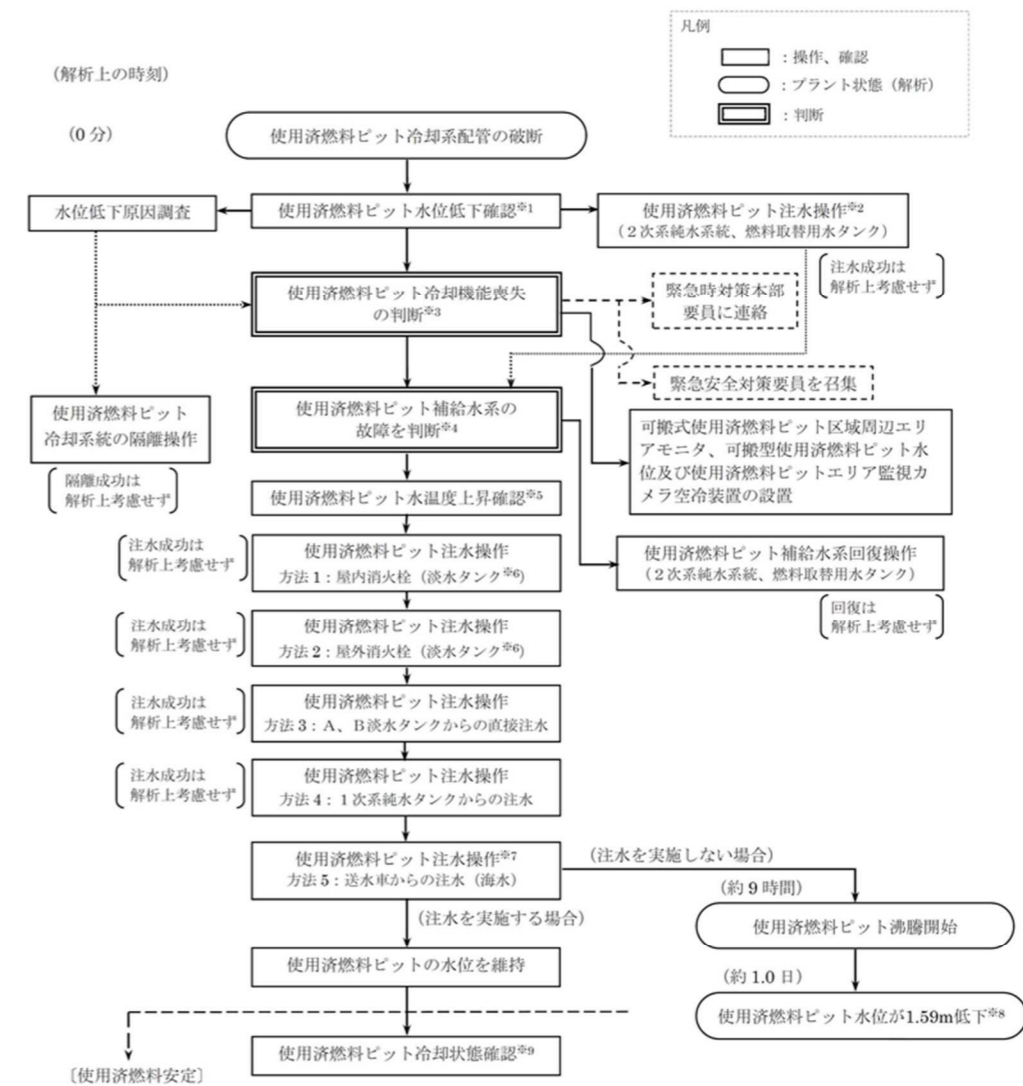 凡例
：操作、確認
：プラント状態（解析）
：判断
（解析上の時刻）
（0 分）
使用済燃料ピット冷却系配管の破断
水位低下原因調査
使用済燃料ピット水位低下確認※1
使用済燃料ピット注水操作※2
（２次系純水系統、燃料取替用水タンク）
注水成功は
解析上考慮せず
使用済燃料ピット冷却機能喪失
の判断※3
緊急時対策本部
要員に連絡
緊急安全対策要員を召集
使用済燃料ピット
冷却系統の隔離操作
隔離成功は
解析上考慮せず
使用済燃料ピット補給水系の
故障を判断※4
可搬式使用済燃料ピット区域周辺エリ
アモニタ、可搬型使用済燃料ピット水
位及び使用済燃料ピットエリア監視カ
メラ空冷装置の設置
使用済燃料ピット水温度上昇確認※5
注水成功は
解析上考慮せず
使用済燃料ピット注水操作
方法１：屋内消火栓（淡水タンク※6）
使用済燃料ピット補給水系回復操作
（２次系純水系統、燃料取替用水タンク）
回復は
解析上考慮せず
注水成功は
解析上考慮せず
使用済燃料ピット注水操作
方法２：屋外消火栓（淡水タンク※6）
注水成功は
解析上考慮せず
使用済燃料ピット注水操作
方法３：Ａ、Ｂ淡水タンクからの直接注水
注水成功は
解析上考慮せず
使用済燃料ピット注水操作
方法４：１次系純水タンクからの注水
使用済燃料ピット注水操作※7
方法５：送水車からの注水（海水）
（注水を実施しない場合）
（約 9 時間）
使用済燃料ピット沸騰開始
（注水を実施する場合）
使用済燃料ピットの水位を維持
（約 1.0 日）
使用済燃料ピット水位が1.59m低下※8
使用済燃料ピット冷却状態確認※9
〔使用済燃料安定〕